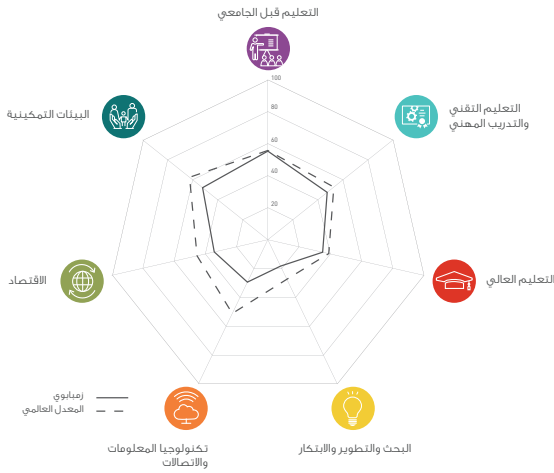 التعليم قبل الجامعي
التعليم التقني
والتدريب المهني
البيئات التمكينية
100
80
60
40
20
التعليم العالي
الاقتصاد
زمبابوي
المعدل العالمي
تكنولوجيا المعلومات
والاتصالات
البحث والتطوير والابتكار